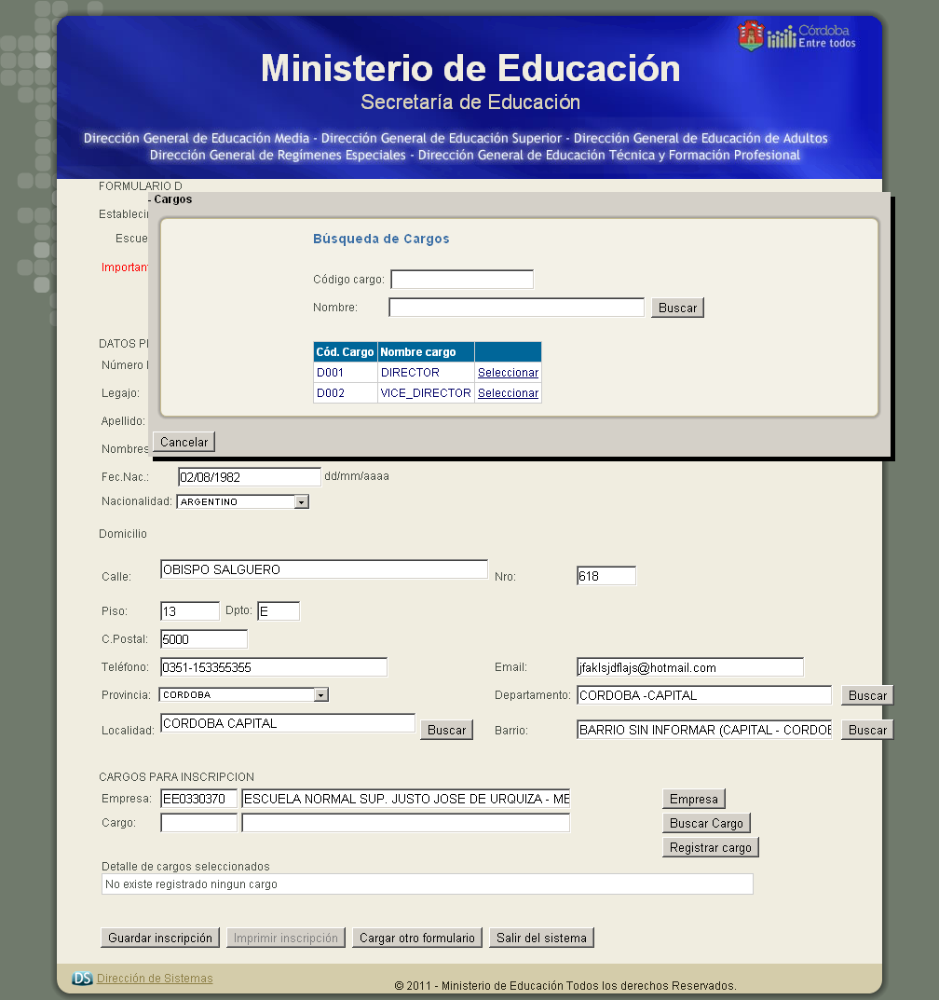 Córdoba
Entre todos
Ministerio de Educación
Secretaría de Educación
Dirección General de Educación Media - Dirección General de Educación Superior - Dirección General de Educación de Adultos
Dirección General de Regímenes Especiales - Dirección General de Educación Técnica y Formación Profesional
FORMULARIO D
- Cargos
Búsqueda de Cargos
Código cargo:
Nombre: Buscar
Cód. Cargo Nombre cargo
D001 DIRECTOR Seleccionar
D002 VICE_DIRECTOR Seleccionar
Cancelar
Estableci
Escue
Importan
DATOS P
Número
Legajo:
Apellido:
Nombres
Fec.Nac.: 02/08/1982 dd/mm/aaaa
Nacionalidad: ARGENTINO
Domicilio
Calle: OBISPO SALGUERO Nro: 618
Piso: 13 Dpto: E
C.Postal: 5000
Teléfono: 0351-153355355 Email: jfaklsjdflajs@hotmail.com
Provincia: CORDOBA Departamento: CORDOBA -CAPITAL Buscar
Localidad: CORDOBA CAPITAL Buscar Barrio: BARRIO SIN INFORMAR (CAPITAL - CORDOB Buscar
CARGOS PARA INSCRIPCION
Empresa: EE0330370 ESCUELA NORMAL SUP. JUSTO JOSE DE URQUIZA - ME Empresa
Cargo: Buscar Cargo
Registrar cargo
Detalle de cargos seleccionados
No existe registrado ningun cargo
Guardar inscripción Imprimir inscripción Cargar otro formulario Salir del sistema
DS Dirección de Sistemas
© 2011 - Ministerio de Educación Todos los derechos Reservados.